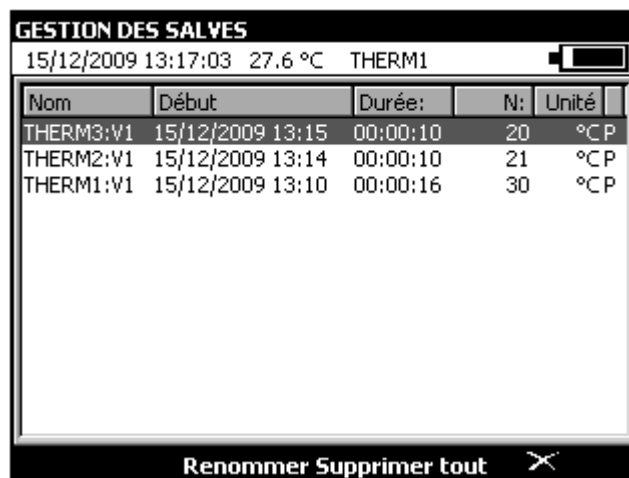 GESTION DES SALVES
15/12/2009 13:17:03 27.6 °C THERM1
Nom Début Durée: N: Unité
THERM3:V1 15/12/2009 13:15 00:00:10 20 °C P
THERM2:V1 15/12/2009 13:14 00:00:10 21 °C P
THERM1:V1 15/12/2009 13:10 00:00:16 30 °C P
Renommer Supprimer tout